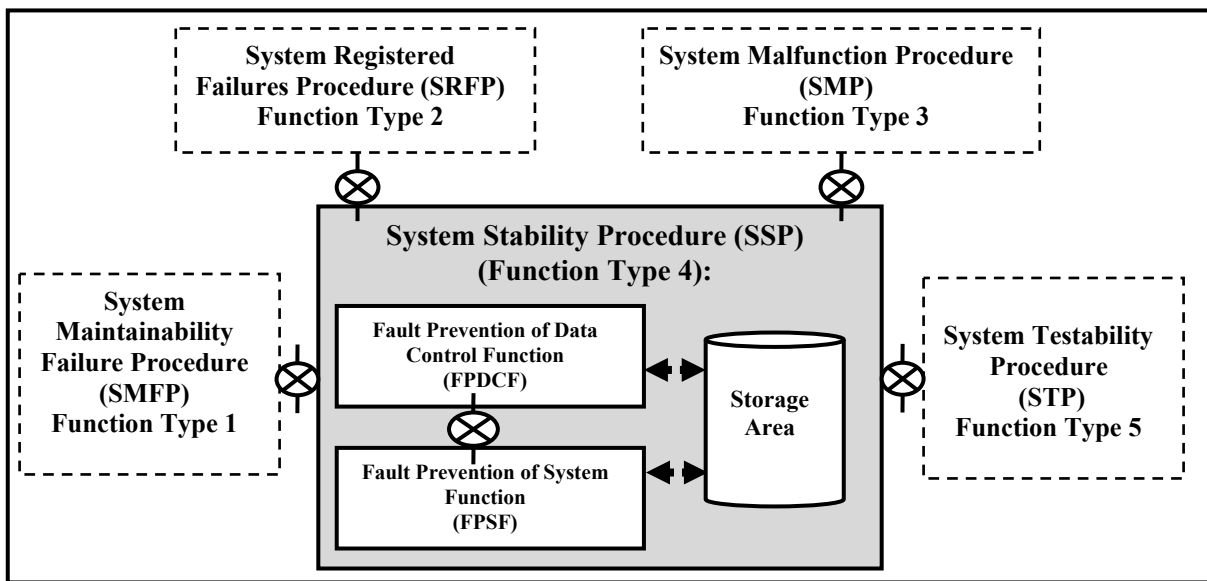 System Registered
Failures Procedure (SRFP)
Function Type 2
System Malfunction Procedure
(SMP)
Function Type 3
System Stability Procedure (SSP)
(Function Type 4):
System
Maintainability
Failure Procedure
(SMFP)
Function Type 1
Fault Prevention of Data
Control Function
(FPDCF)
Fault Prevention of System
Function
(FPSF)
Storage
Area
System Testability
Procedure
(STP)
Function Type 5